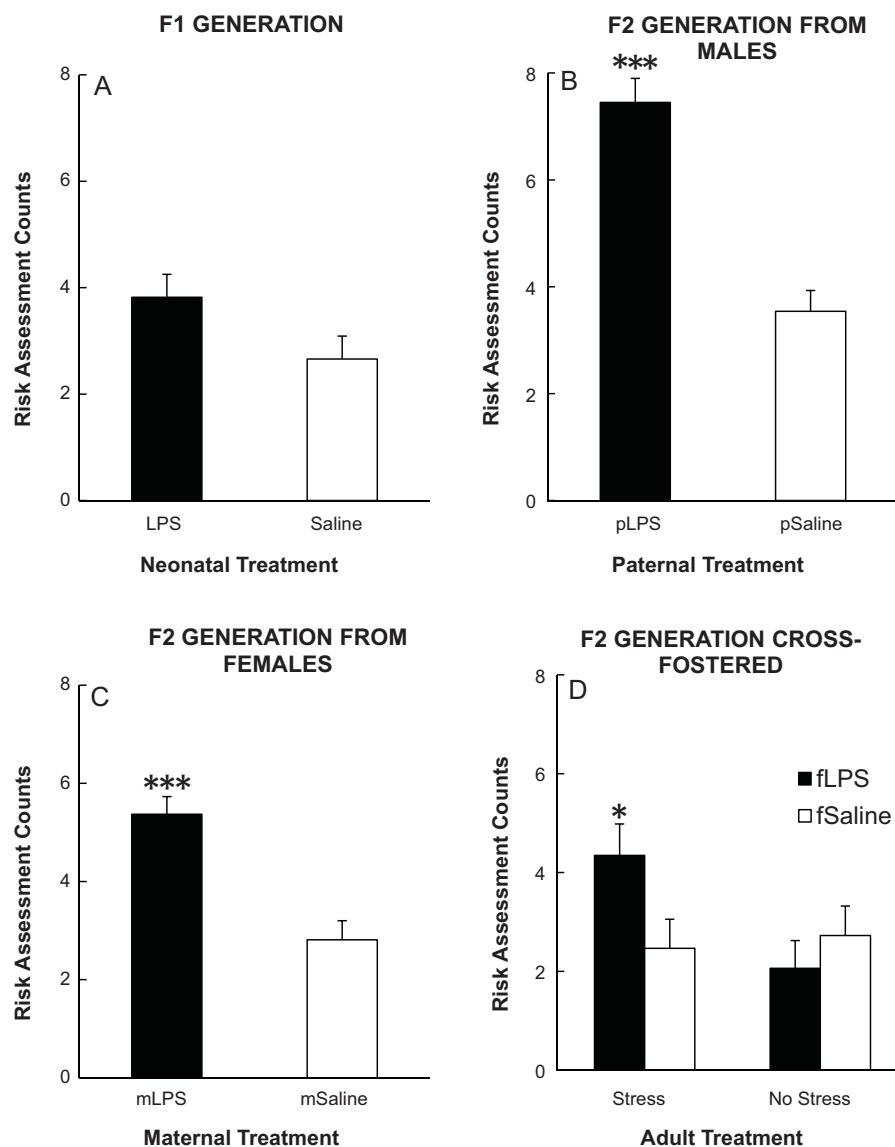 F1 GENERATION
A
8
6
4
2
0
Risk Assessment Counts
LPS Saline
Neonatal Treatment
F2 GENERATION FROM
MALES
B
***
8
6
4
2
0
Risk Assessment Counts
pLPS pSaline
Paternal Treatment
F2 GENERATION FROM
FEMALES
C
***
8
6
4
2
0
Risk Assessment Counts
mLPS mSaline
Maternal Treatment
F2 GENERATION CROSS-
FOSTERED
D
fLPS
fSaline
*
8
6
4
2
0
Risk Assessment Counts
Stress No Stress
Adult Treatment